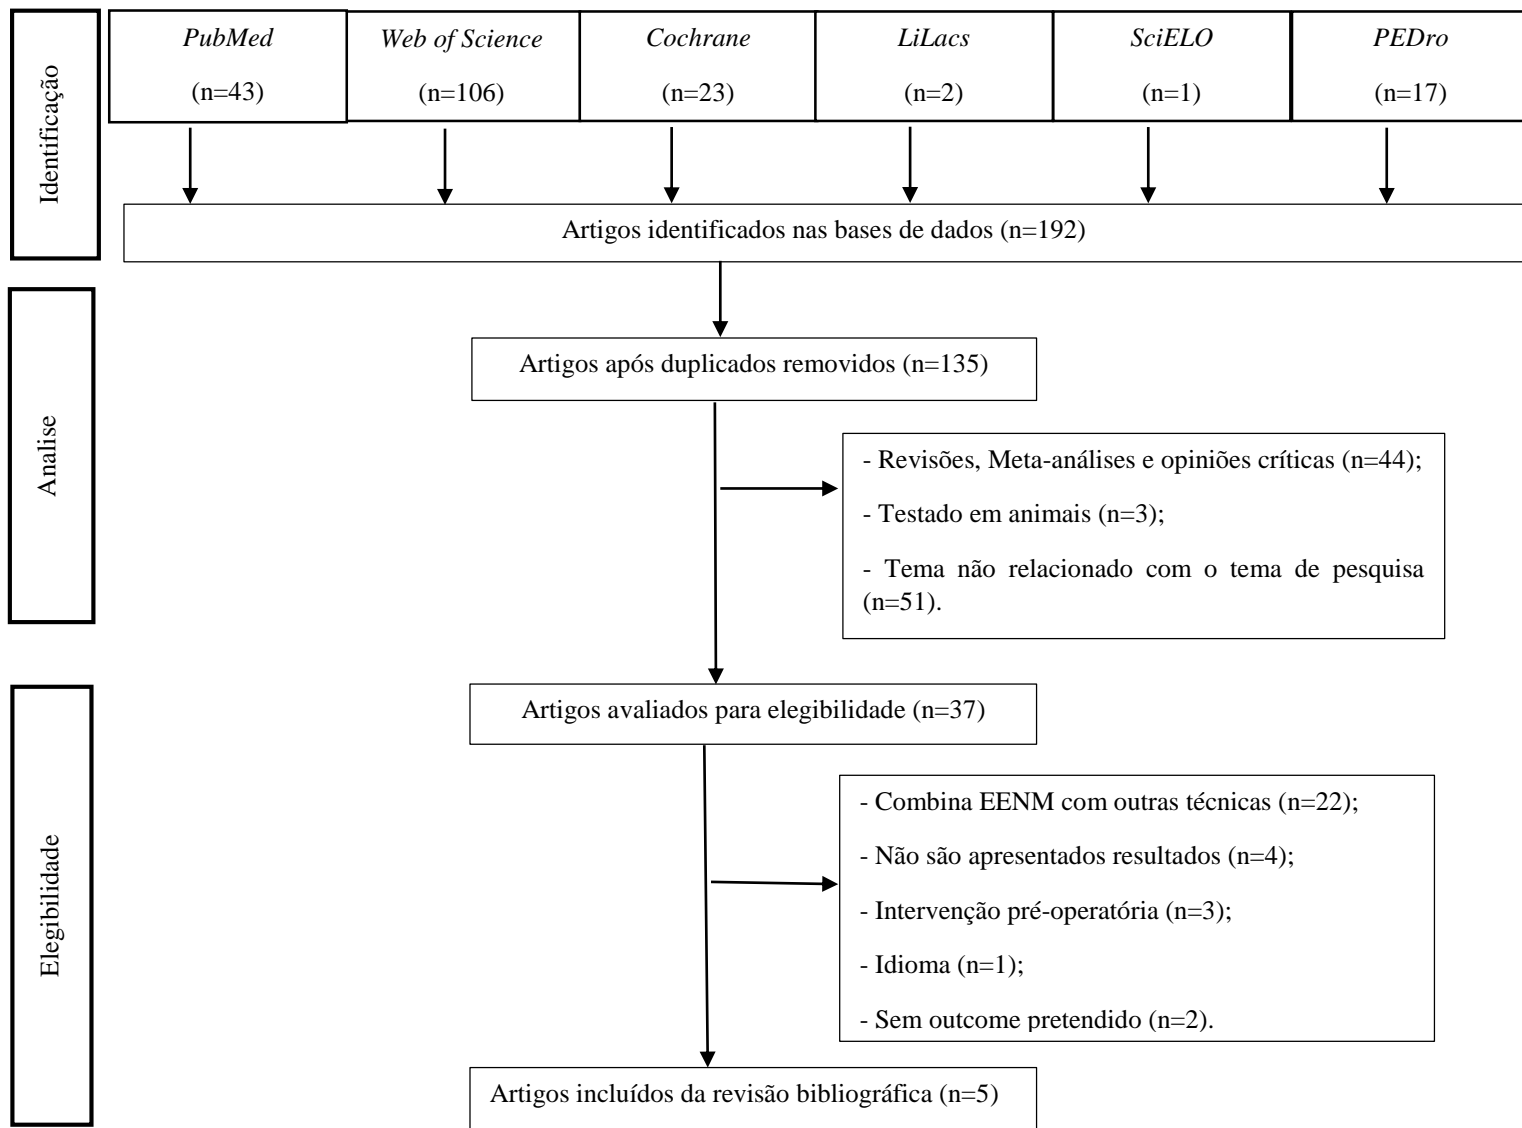 Identificação
PubMed
(n=43)
Web of Science
(n=106)
Cochrane
(n=23)
LiLacs
(n=2)
SciELO
(n=1)
PEDro
(n=17)
Artigos identificados nas bases de dados (n=192)
Analise
Artigos após duplicados removidos (n=135)
- Revisões, Meta-análises e opiniões críticas (n=44);
- Testado em animais (n=3);
- Tema não relacionado com o tema de pesquisa
(n=51).
Elegibilidade
Artigos avaliados para elegibilidade (n=37)
- Combina EENM com outras técnicas (n=22);
- Não são apresentados resultados (n=4);
- Intervenção pré-operatória (n=3);
- Idioma (n=1);
- Sem outcome pretendido (n=2).
Artigos incluídos da revisão bibliográfica (n=5)